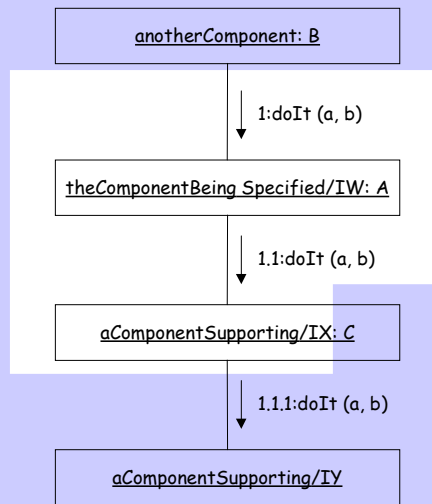 anotherComponent: B
1:doIt (a, b)
theComponentBeing Specified/IW: A
1.1:doIt (a, b)
aComponentSupporting/IX: C
1.1.1:doIt (a, b)
aComponentSupporting/IY